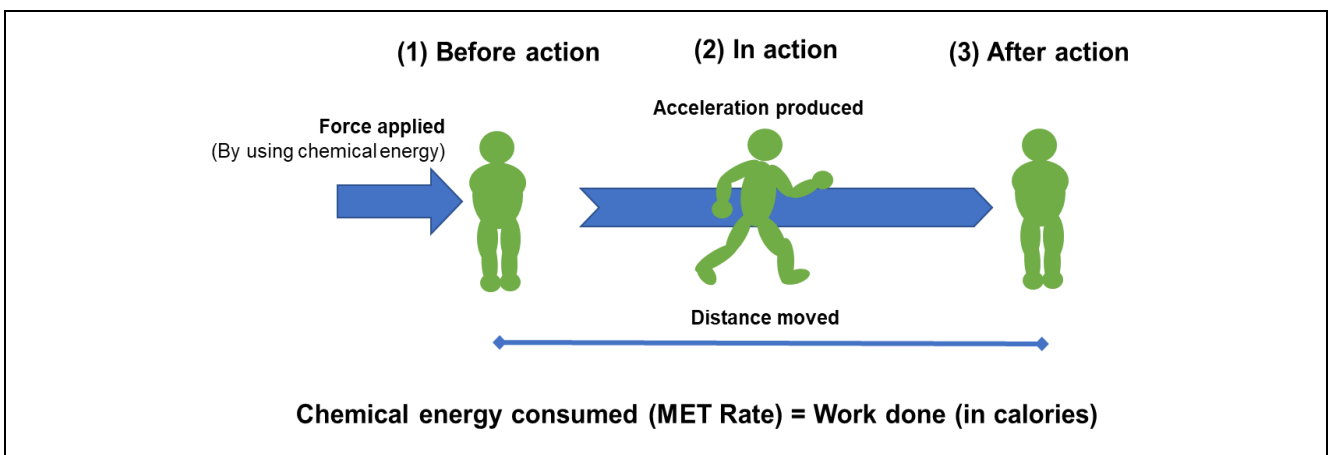 (1) Before action
(2) In action
(3) After action
Force applied
(By using chemical energy)
Acceleration produced
Distance moved
Chemical energy consumed (MET Rate) = Work done (in calories)